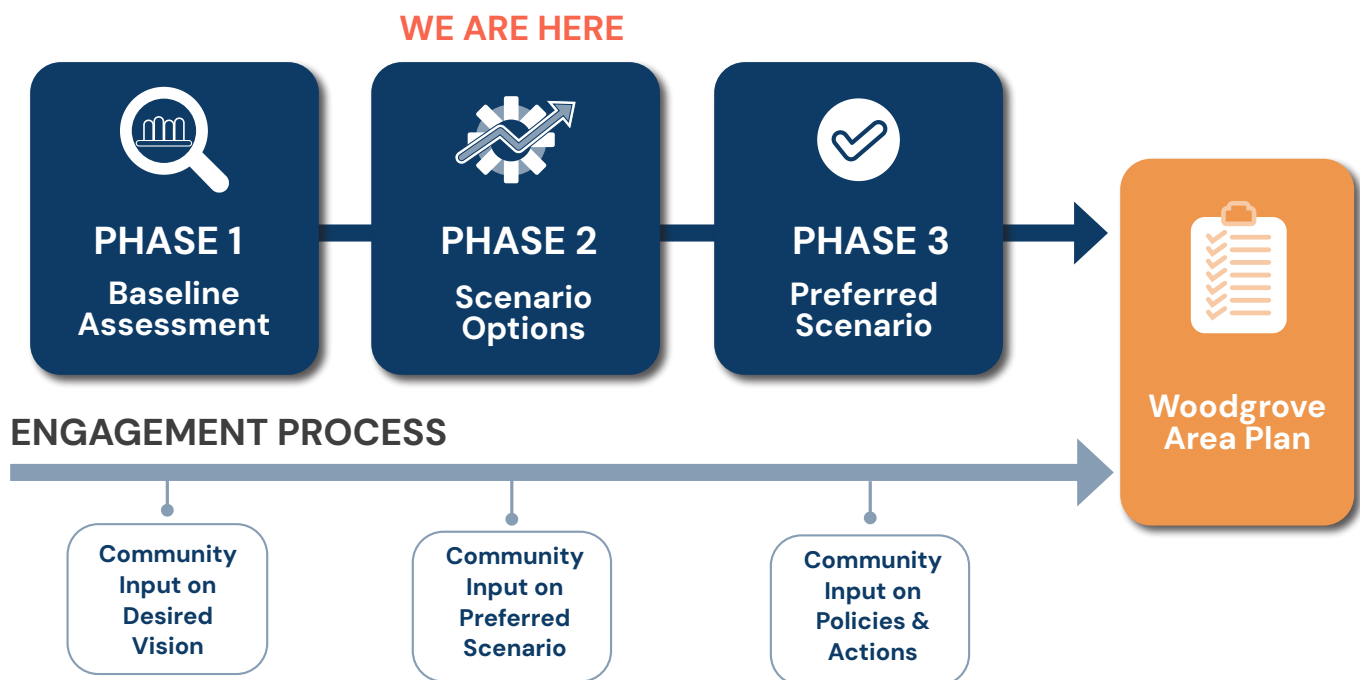 WE ARE HERE
PHASE 1
Baseline
Assessment
PHASE 2
Scenario
Options
PHASE 3
Preferred
Scenario
Woodgrove
Area Plan
ENGAGEMENT PROCESS
Community
Input on
Desired
Vision
Community
Input on
Preferred
Scenario
Community
Input on
Policies &
Actions